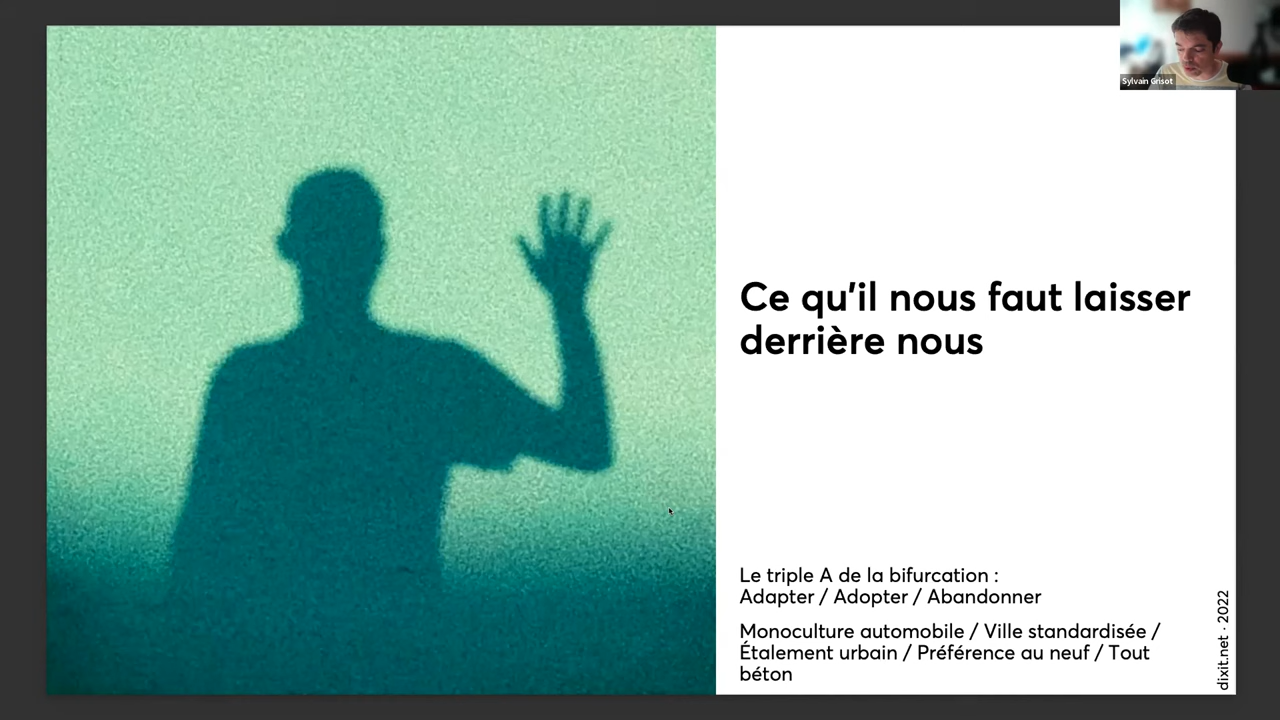 Sylvain Grisot
Ce qu'il nous faut laisser
derrière nous
Le triple A de la bifurcation :
Adapter / Adopter / Abandonner
Monoculture automobile / Ville standardisée /
Étalement urbain / Préférence au neuf / Tout
béton
dixit.net · 2022